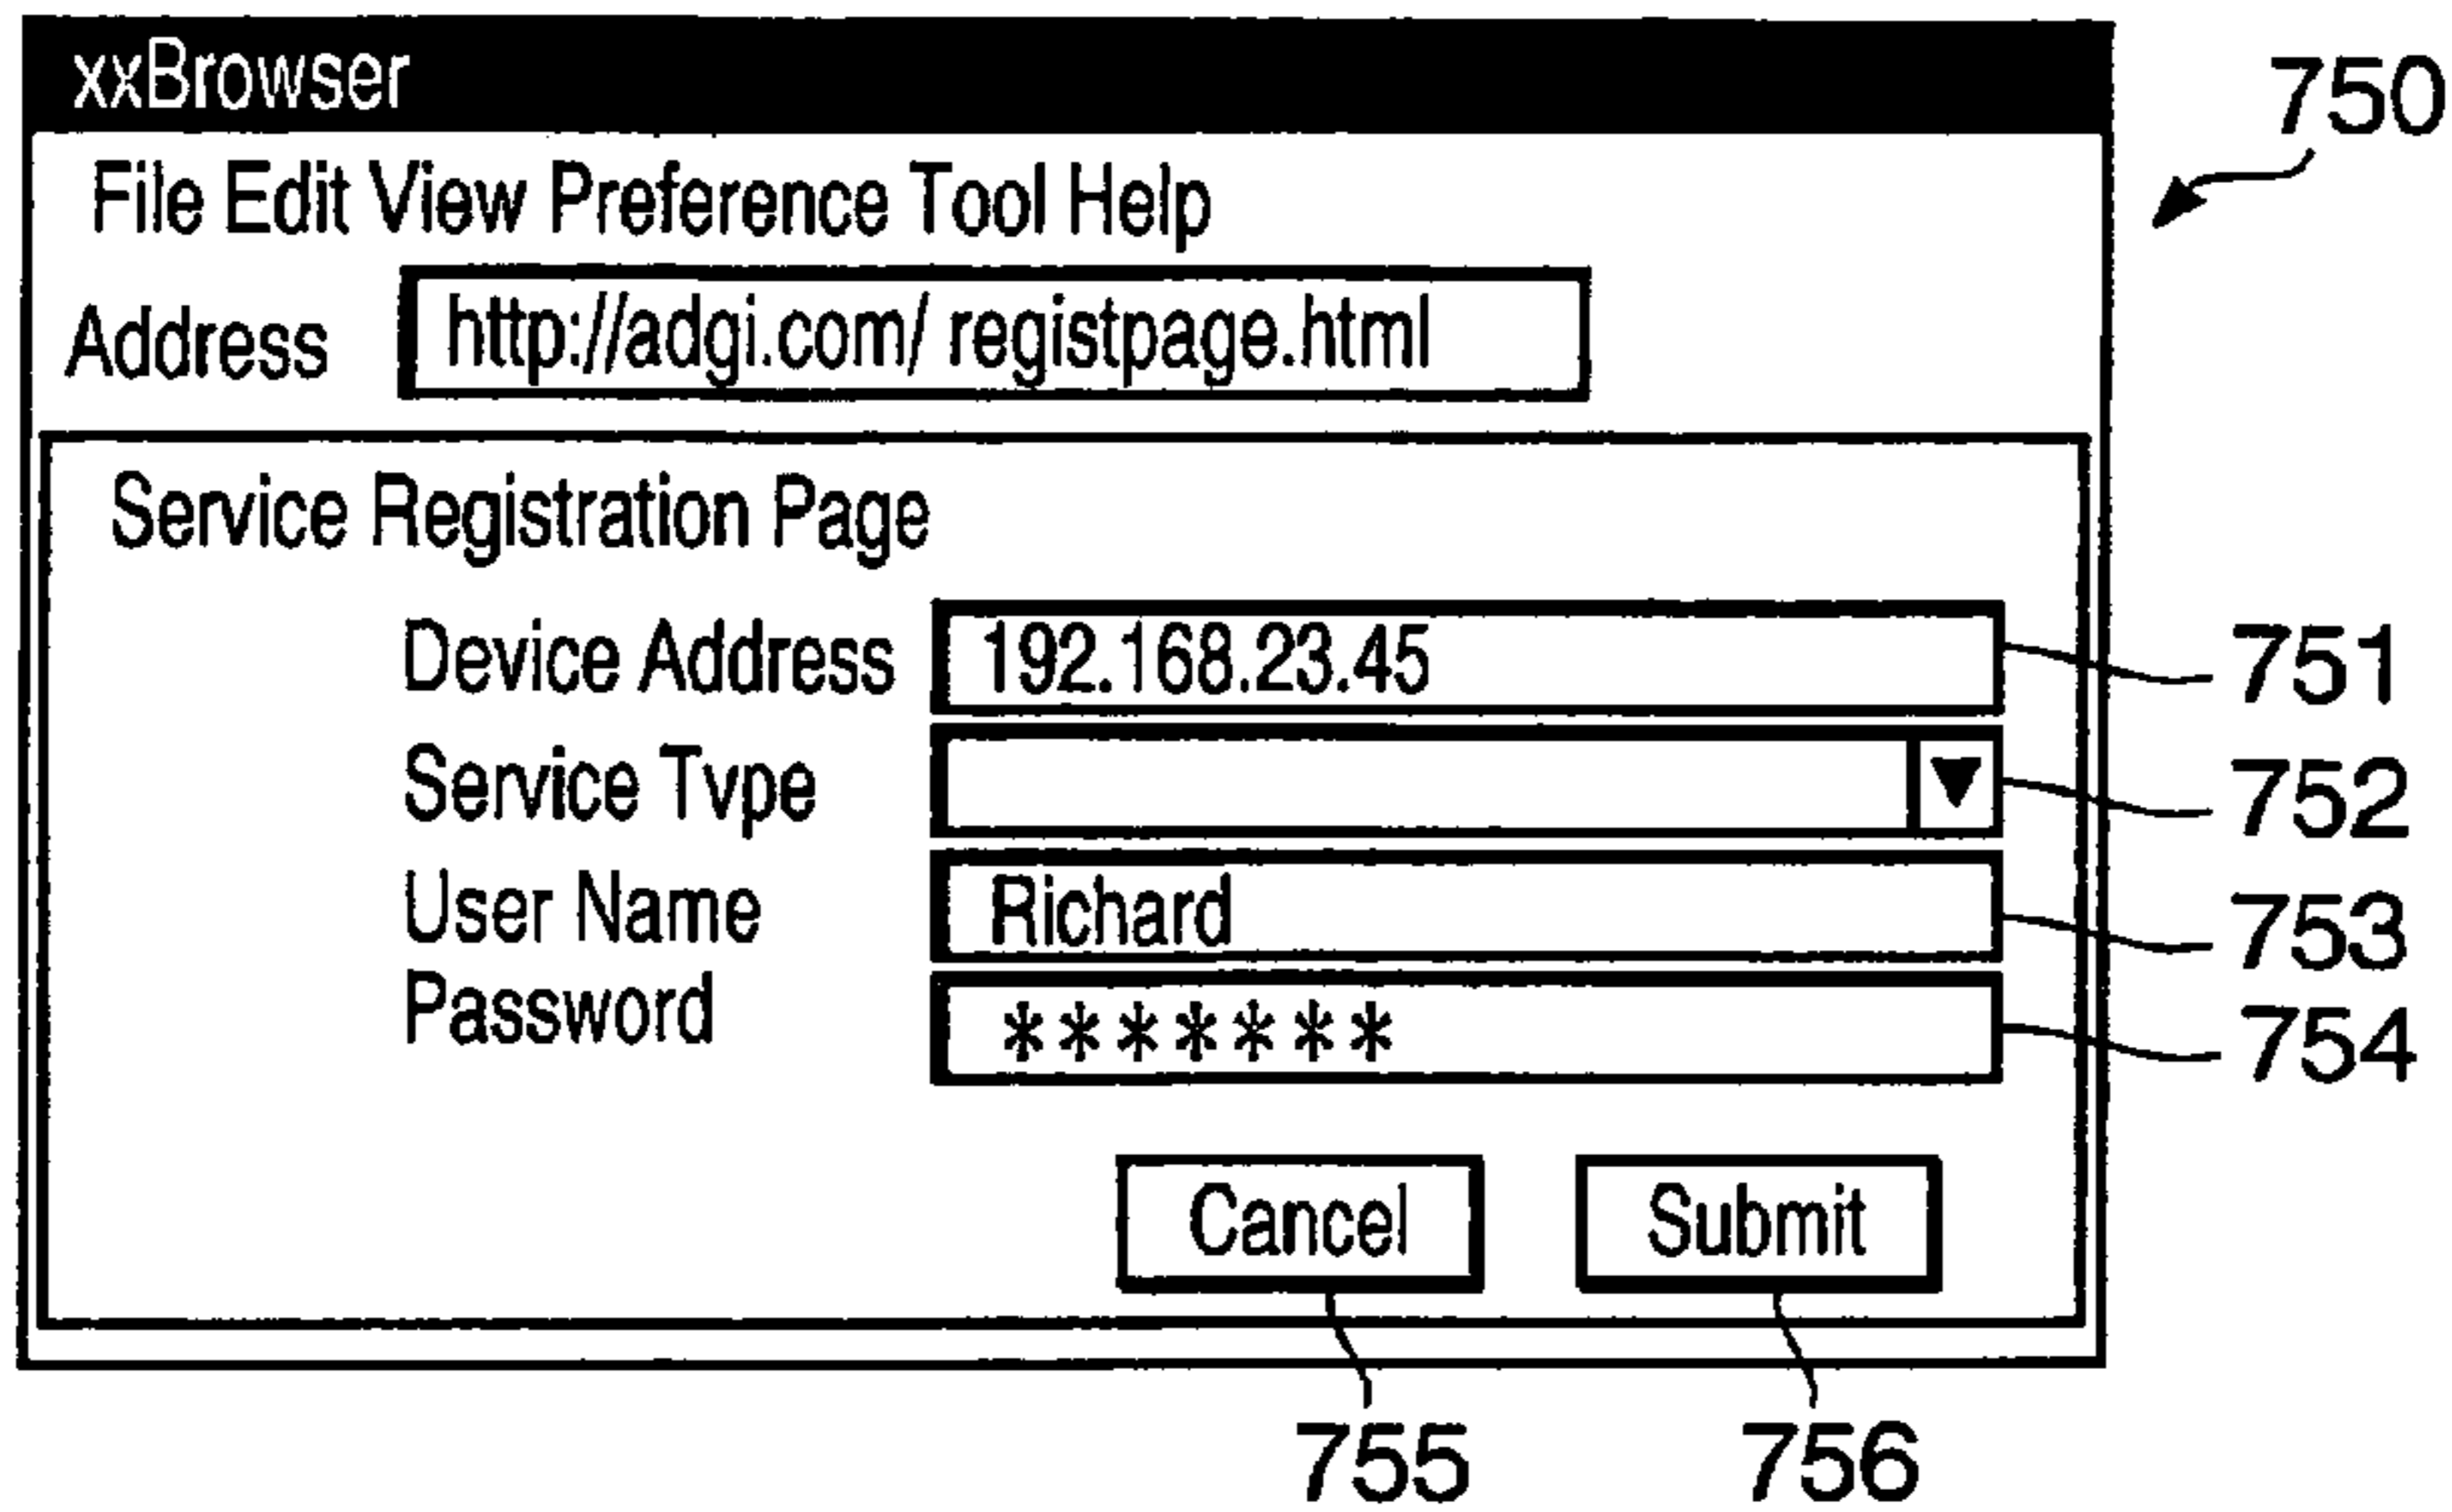 xxBrowser
750
File Edit View Preference Tool Help
Address http://adgi.com/ registpage.html
Service Registration Page
Device Address 192.168.23.45 751
Service Tvpe ▼ 752
User Name Richard 753
Password ******* 754
Cancel Submit
755 756